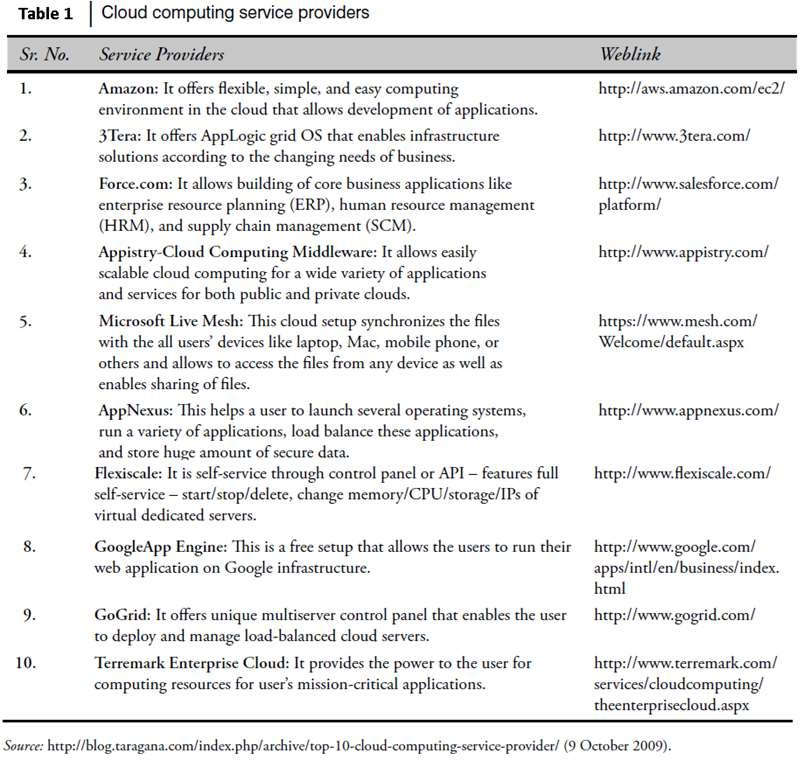 Table 1 Cloud computing service providers
Sr. No. Service Providers Weblink
1. Amazon: It offers flexible, simple, and easy computing http://aws.amazon.com/ec2/
environment in the cloud that allows development of applications.
2. 3Tera: It offers AppLogic grid OS that enables infrastructure http://www.3tera.com/
solutions according to the changing needs of business.
3. Force.com: It allows building of core business applications like http://www.salesforce.com/
enterprise resource planning (ERP), human resource management platform/
(HRM), and supply chain management (SCM).
4. Appistry-Cloud Computing Middleware: It allows easily http://www.appistry.com/
scalable cloud computing for a wide variety of applications
and services for both public and private clouds.
5. Microsoft Live Mesh: This cloud setup synchronizes the files https://www.mesh.com/
with the all users' devices like laptop, Mac, mobile phone, or Welcome/default.aspx
others and allows to access the files from any device as well as
enables sharing of files.
6. AppNexus: This helps a user to launch several operating systems, http://www.appnexus.com/
run a variety of applications, load balance these applications,
and store huge amount of secure data.
7. Flexiscale: It is self-service through control panel or API – features full http://www.flexiscale.com/
self-service – start/stop/delete, change memory/CPU/storage/IPs of
virtual dedicated servers.
8. GoogleApp Engine: This is a free setup that allows the users to run their http://www.google.com/
web application on Google infrastructure. apps/intl/en/business/index.
html
9. GoGrid: It offers unique multiserver control panel that enables the user http://www.gogrid.com/
to deploy and manage load-balanced cloud servers.
10. Terremark Enterprise Cloud: It provides the power to the user for http://www.terremark.com/
computing resources for user's mission-critical applications. services/cloudcomputing/
theenterprisecloud.aspx
Source: http://blog.taragana.com/index.php/archive/top-10-cloud-computing-service-provider/ (9 October 2009).